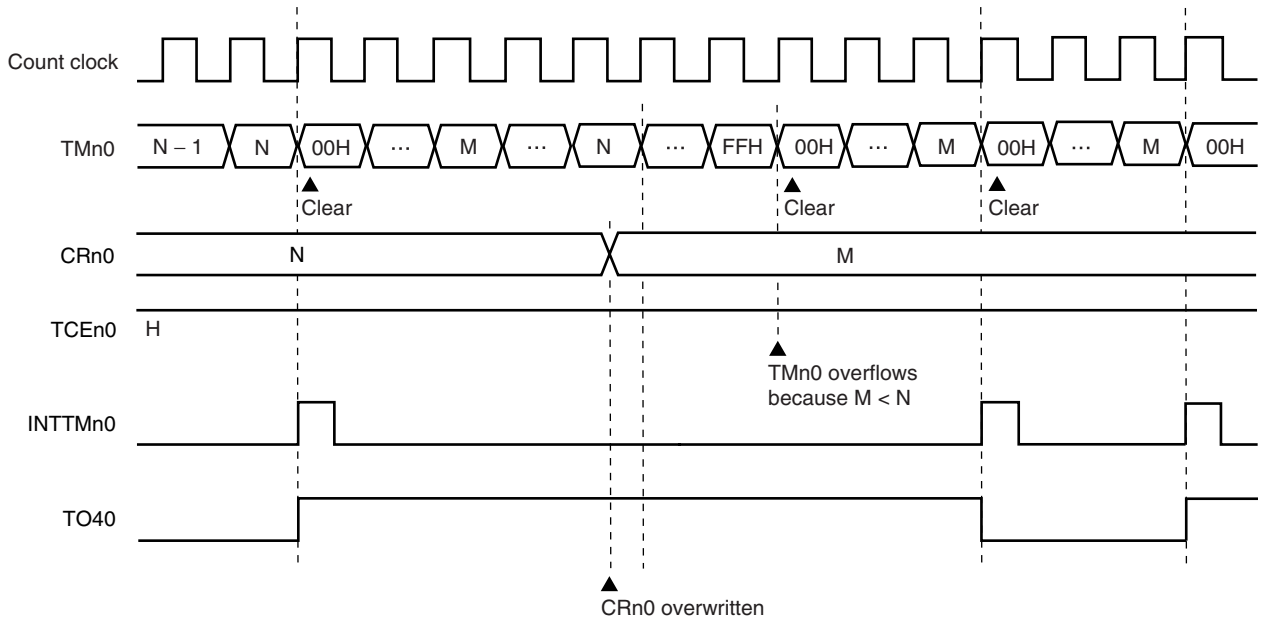 Count clock
TMn0 N – 1 N 00H ··· M ··· N ··· FFH 00H ··· M 00H ··· M 00H
Clear Clear Clear
CRn0 N M
TCEn0 H
TMn0 overflows
because M < N
INTTMn0
TO40
CRn0 overwritten